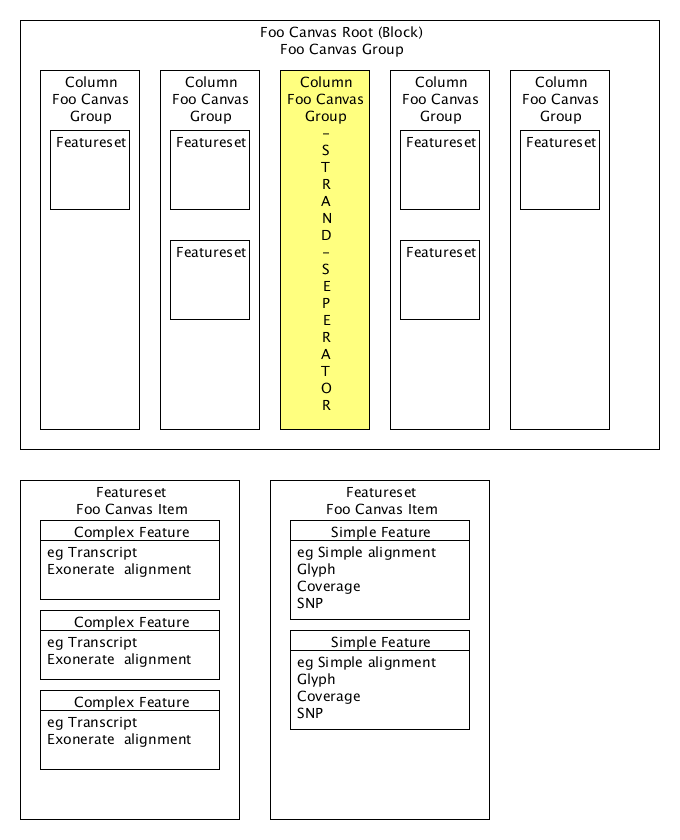 Foo Canvas Root (Block)
Foo Canvas Group
Column
Foo Canvas
Group
Featureset
Column
Foo Canvas
Group
Featureset
Featureset
Column
Foo Canvas
Group
–
S
T
R
A
N
D
–
S
E
P
E
R
A
T
O
R
Column
Foo Canvas
Group
Featureset
Featureset
Column
Foo Canvas
Group
Featureset
Featureset
Foo Canvas Item
Complex Feature
eg Transcript
Exonerate alignment
Complex Feature
eg Transcript
Exonerate alignment
Complex Feature
eg Transcript
Exonerate alignment
Featureset
Foo Canvas Item
Simple Feature
eg Simple alignment
Glyph
Coverage
SNP
Simple Feature
eg Simple alignment
Glyph
Coverage
SNP